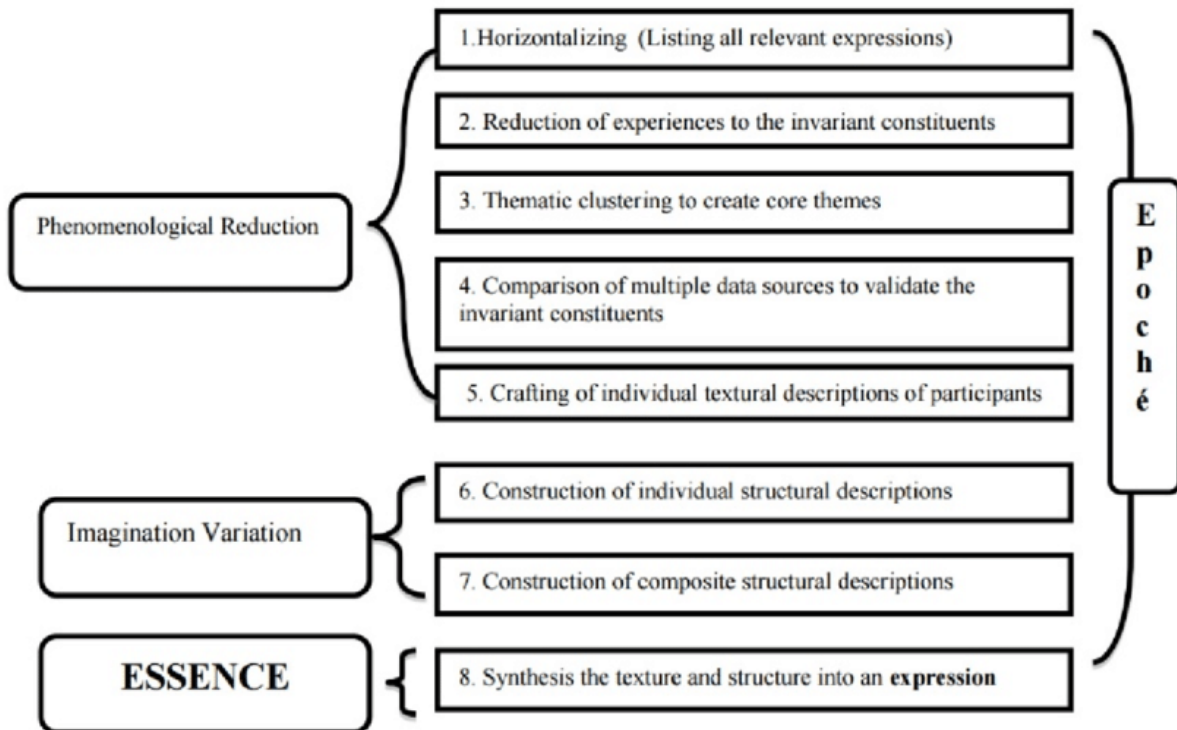 1.Horizontalizing (Listing all relevant expressions)
2. Reduction of experiences to the invariant constituents
Phenomenological Reduction
3. Thematic clustering to create core themes
4. Comparison of multiple data sources to validate the
invariant constituents
5. Crafting of individual textural descriptions of participants
Imagination Variation
6. Construction of individual structural descriptions
7. Construction of composite structural descriptions
ESSENCE
8. Synthesis the texture and structure into an expression
E
p
o
c
h
é